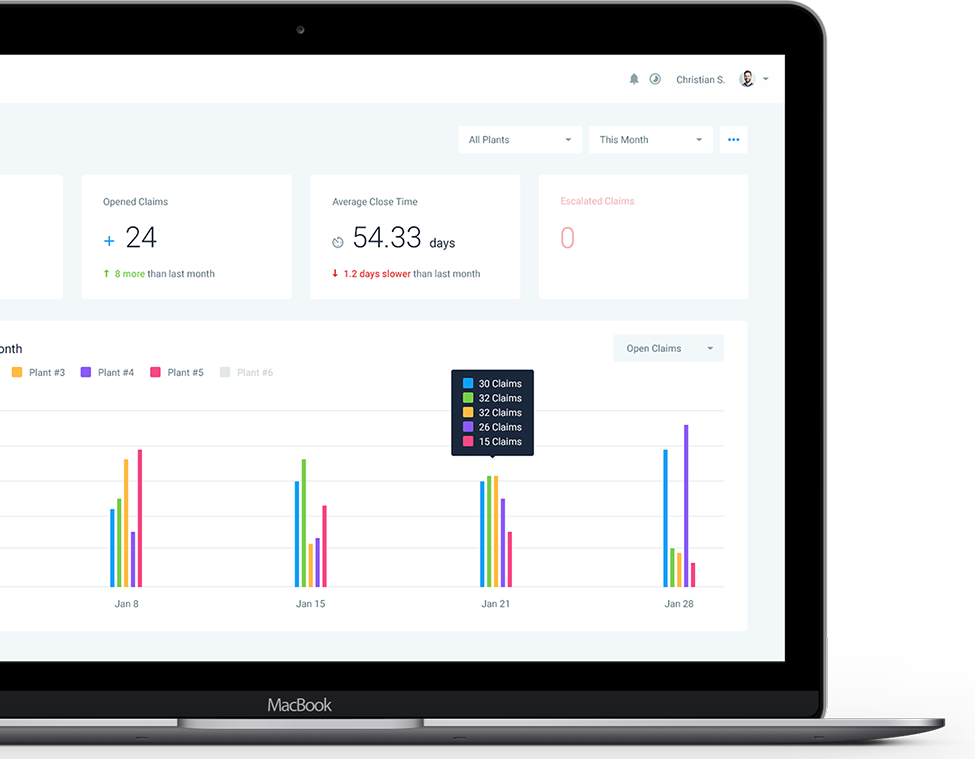 Christian S.
All Plants
This Month
Opened Claims
Average Close Time
Escalated Claims
+ 24
54.33 days
0
↑ 8 more than last month
↓ 1.2 days slower than last month
onth
Open Claims
Plant #3
Plant #4
Plant #5
Plant #6
30 Claims
32 Claims
32 Claims
26 Claims
15 Claims
Jan 8
Jan 15
Jan 21
Jan 28
MacBook